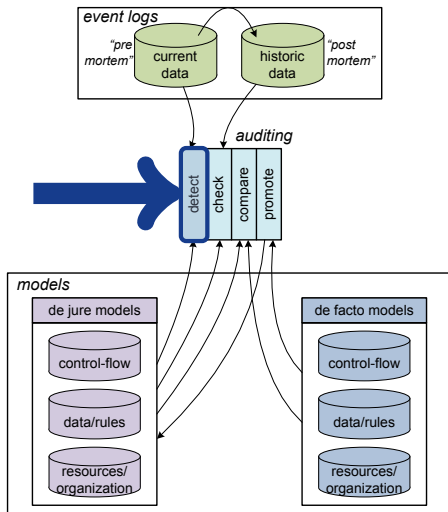 event logs
“pre
mortem”
current
data
historic
data
“post
mortem”
auditing
detect
check
compare
promote
models
de jure models
control-flow
data/rules
resources/
organization
de facto models
control-flow
data/rules
resources/
organization